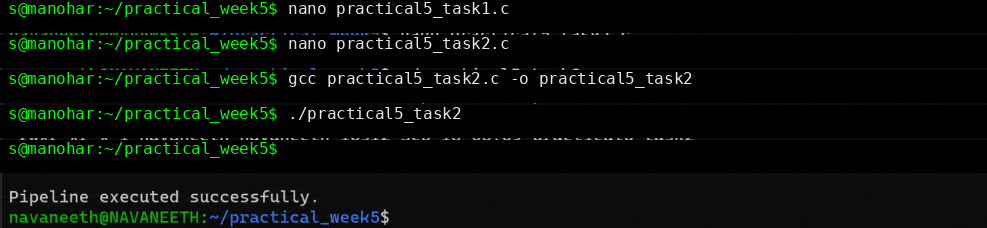 s@manohar:~/practical_week5$ nano practical5_task1.c
s@manohar:~/practical_week5$ nano practical5_task2.c
s@manohar:~/practical_week5$ gcc practical5_task2.c -o practical5_task2
s@manohar:~/practical_week5$ ./practical5_task2
s@manohar:~/practical_week5$
Pipeline executed successfully.
navaneeth@NAVANEETH:~/practical_week5$